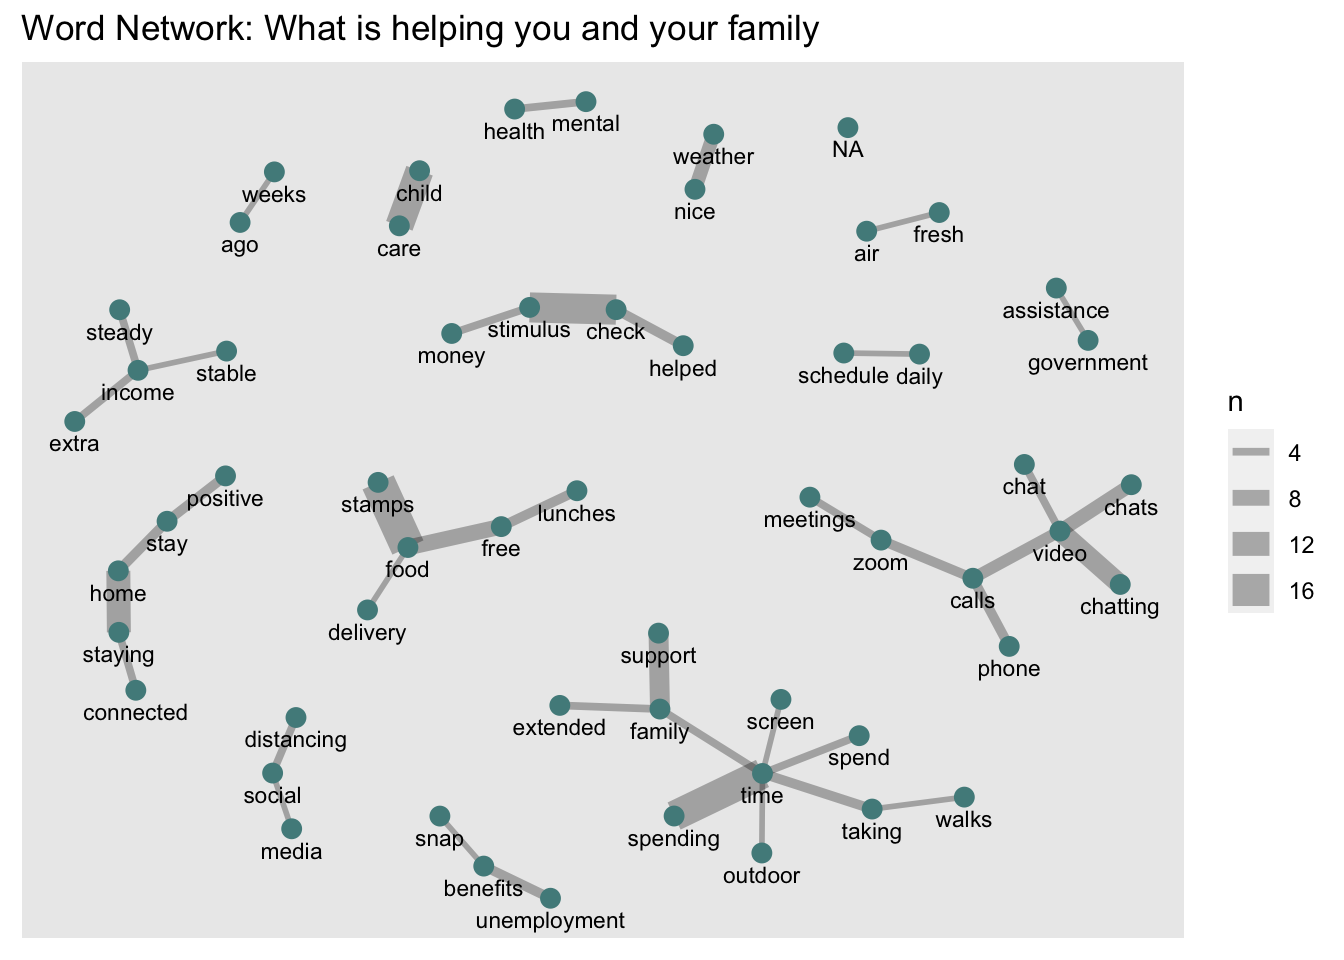 Word Network: What is helping you and your family
health mental
weather
NA
weeks
child
nice
ago
care
fresh
air
assistance
steady
stimulus check
money
helped
government
stable
schedule daily
income
extra
positive
stamps
lunches
chat
chats
meetings
stay
free
video
zoom
food
home
calls
chatting
delivery
staying
support
phone
connected
extended
family
screen
distancing
spend
social
time
snap
spending
taking
walks
media
outdoor
benefits
unemployment
n
4
8
12
16